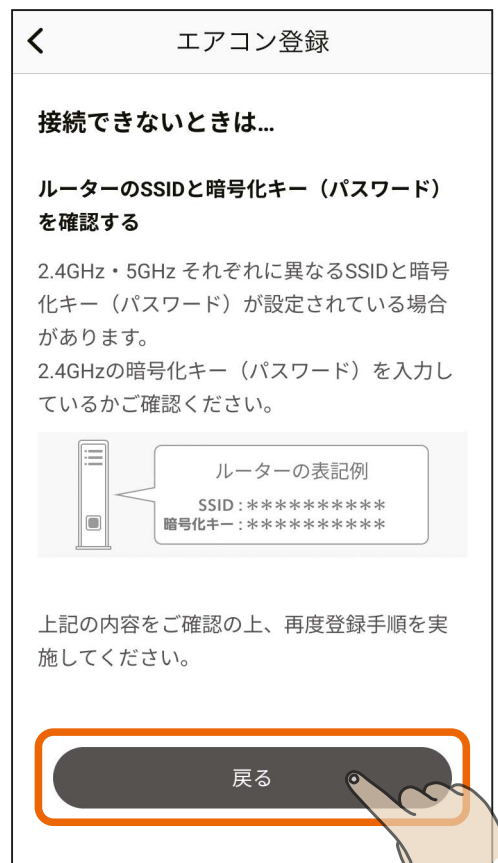 エアコン登録
接続できないときは…
ルーターのSSIDと暗号化キー（パスワード）
を確認する
2.4GHz・5GHz それぞれに異なるSSIDと暗号
化キー（パスワード）が設定されている場合
があります。
2.4GHzの暗号化キー（パスワード）を入力し
ているかご確認ください。
ルーターの表記例
SSID：**********
暗号化キー：**********
上記の内容をご確認の上、再度登録手順を実
施してください。
戻る